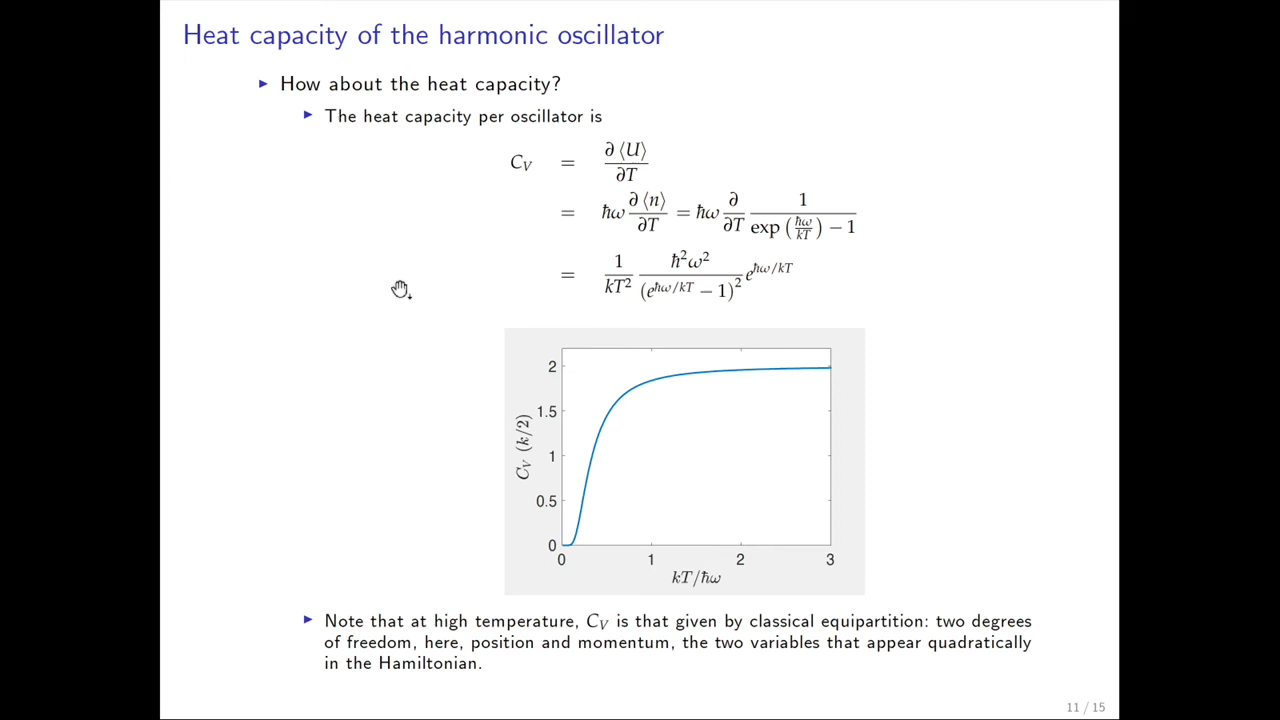 Heat capacity of the harmonic oscillator
▶ How about the heat capacity?
▶ The heat capacity per oscillator is
C_V = ∂⟨U⟩/∂T
= ħω ∂⟨n⟩/∂T = ħω ∂/∂T 1/(exp(ħω/kT) − 1)
= 1/(kT²) ħ²ω²/(e^{ħω/kT} − 1)² e^{ħω/kT}
2
1.5
1
0.5
0
C_V (k/2)
0 1 2 3
kT/ħω
▶ Note that at high temperature, C_V is that given by classical equipartition: two degrees
of freedom, here, position and momentum, the two variables that appear quadratically
in the Hamiltonian.
11 / 15